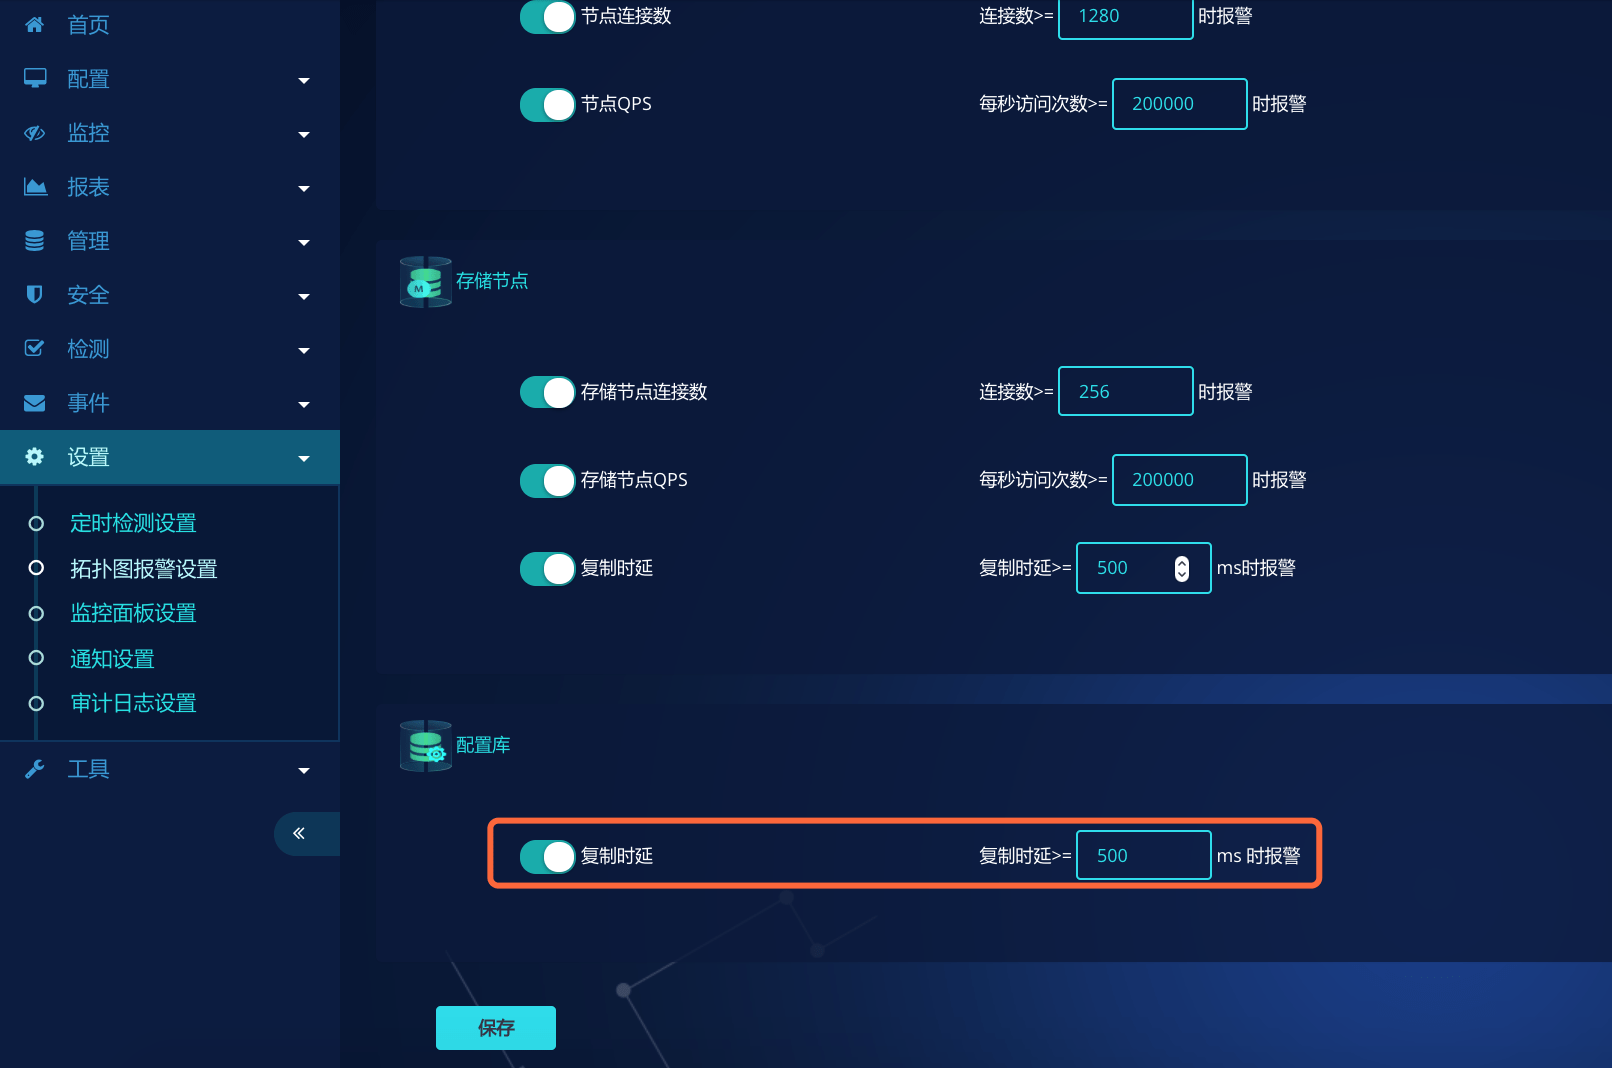 首页
配置
监控
报表
管理
安全
检测
事件
设置
定时检测设置
拓扑图报警设置
监控面板设置
通知设置
审计日志设置
工具
节点连接数 连接数>= 1280 时报警
节点QPS 每秒访问次数>= 200000 时报警
M 存储节点
存储节点连接数 连接数>= 256 时报警
存储节点QPS 每秒访问次数>= 200000 时报警
复制时延 复制时延>= 500 ms时报警
配置库
复制时延 复制时延>= 500 ms 时报警
保存